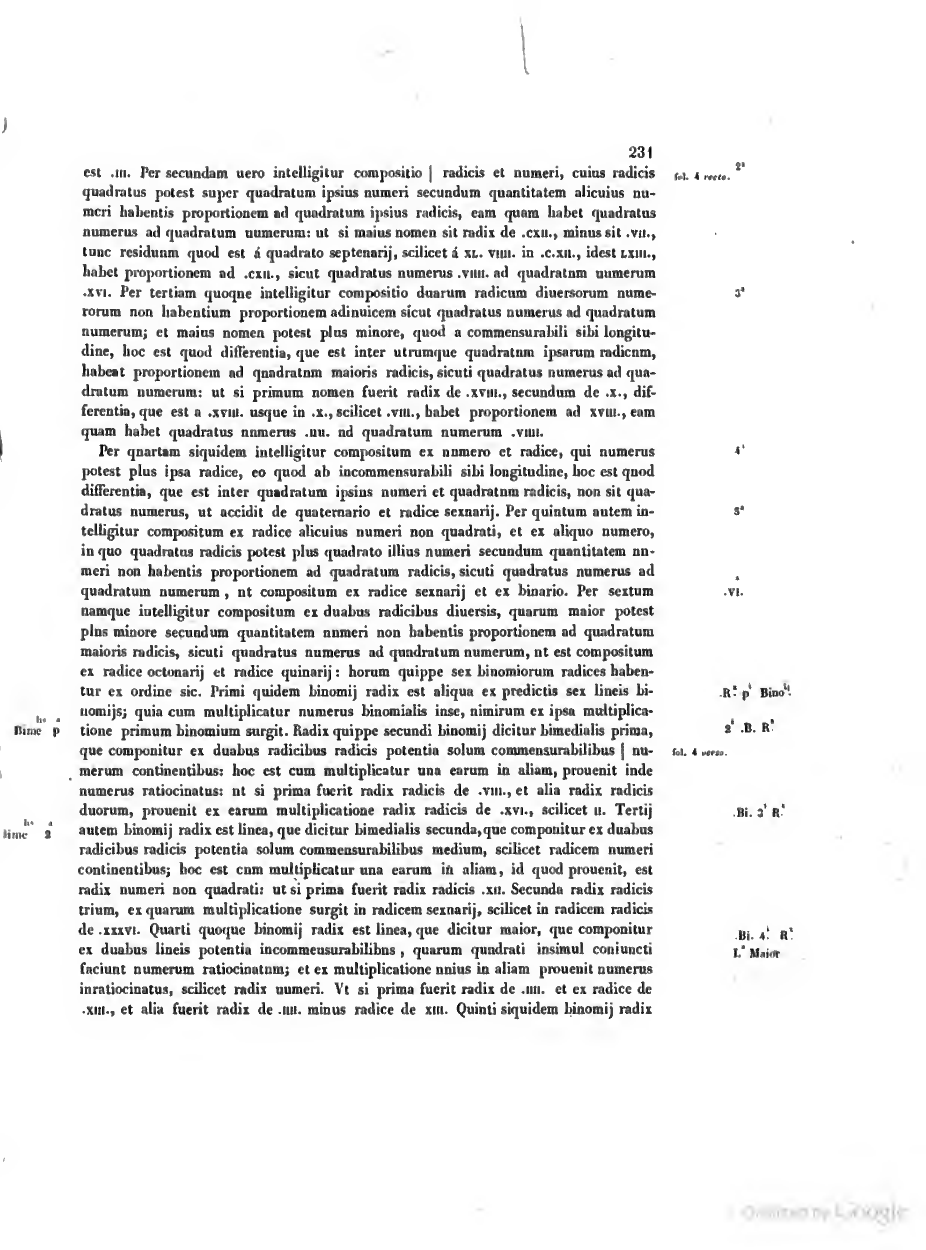 231
est .III. Per secundam uero intelligitur compositio | radicis et numeri, cuius radicis
fol. 4 recto. 2ª
quadratus potest super quadratum ipsius numeri secundum quantitatem alicuius nu-
meri habentis proportionem ad quadratum ipsius radicis, eam quam habet quadratus
numerus ad quadratum numerum: ut si maius nomen sit radix de .CXII., minus sit .VII.,
tunc residuum quod est á quadrato septenarij, scilicet á XL. VIIII. in .C.XII., idest LXIII.,
habet proportionem ad .CXII., sicut quadratus numerus .VIIII. ad quadratum numerum
.XVI. Per tertiam quoque intelligitur compositio duarum radicum diuersorum nume-
3ª
rorum non habentium proportionem adinuicem sicut quadratus numerus ad quadratum
numerum; et maius nomen potest plus minore, quod a commensurabili sibi longitu-
dine, hoc est quod differentia, que est inter utrumque quadratum ipsarum radicum,
habeat proportionem ad quadratum maioris radicis, sicuti quadratus numerus ad qua-
dratum numerum: ut si primum nomen fuerit radix de .XVIII., secundum de .X., dif-
ferentia, que est a .XVIII. usque in .X., scilicet .VIII., habet proportionem ad XVIII., eam
quam habet quadratus numerus .IIII. ad quadratum numerum .VIIII.
Per quartam siquidem intelligitur compositum ex numero et radice, qui numerus
4ª
potest plus ipsa radice, eo quod ab incommensurabili sibi longitudine, hoc est quod
differentia, que est inter quadratum ipsius numeri et quadratum radicis, non sit qua-
dratus numerus, ut accidit de quaternario et radice sexnarij. Per quintum autem in-
5ª
telligitur compositum ex radice alicuius numeri non quadrati, et ex aliquo numero,
in quo quadratus radicis potest plus quadrato illius numeri secundum quantitatem nu-
meri non habentis proportionem ad quadratum radicis, sicuti quadratus numerus ad
quadratum numerum , ut compositum ex radice sexnarij et ex binario. Per sextum
.VI.ª
namque intelligitur compositum ex duabus radicibus diuersis, quarum maior potest
plus minore secundum quantitatem numeri non habentis proportionem ad quadratum
maioris radicis, sicuti quadratus numerus ad quadratum numerum, ut est compositum
ex radice octonarij et radice quinarij: horum quippe sex binomiorum radices haben-
tur ex ordine sic. Primi quidem binomij radix est aliqua ex predictis sex lineis bi-
.Rª. pⁱ Binoⁱʲ.
nomijs; quia cum multiplicatur numerus binomialis inse, nimirum ex ipsa multiplica-
Bimeˡⁱˢ pª
tione primum binomium surgit. Radix quippe secundi binomij dicitur bimedialis prima,
2ⁱ .B. Rª
que componitur ex duabus radicibus radicis potentia solum commensurabilibus | nu-
fol. 4 verso.
merum continentibus: hoc est cum multiplicatur una earum in aliam, prouenit inde
numerus ratiocinatus: ut si prima fuerit radix radicis de .VIII., et alia radix radicis
duorum, prouenit ex earum multiplicatione radix radicis de .XVI., scilicet II. Tertij
.Bi. 3ⁱ Rª
autem binomij radix est linea, que dicitur bimedialis secunda, que componitur ex duabus
radicibus radicis potentia solum commensurabilibus medium, scilicet radicem numeri
continentibus; hoc est cum multiplicatur una earum in aliam, id quod prouenit, est
radix numeri non quadrati: ut si prima fuerit radix radicis .XII. Secunda radix radicis
trium, ex quarum multiplicatione surgit in radicem sexnarij, scilicet in radicem radicis
de .XXXVI. Quarti quoque binomij radix est linea, que dicitur maior, que componitur
.Bi. 4ⁱ. Rª
ex duabus lineis potentia incommensurabilibus , quarum quadrati insimul coniuncti
L.ª Maior
faciunt numerum ratiocinatum; et ex multiplicatione unius in aliam prouenit numerus
inratiocinatus, scilicet radix numeri. Vt si prima fuerit radix de .IIII. et ex radice de
.XIII., et alia fuerit radix de .IIII. minus radice de XIII. Quinti siquidem binomij radix